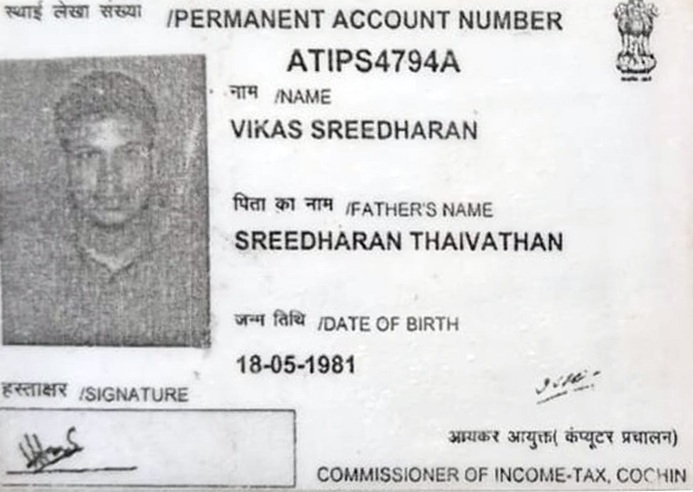 स्थाई लेखा संख्या /PERMANENT ACCOUNT NUMBER
ATIPS4794A
नाम /NAME
VIKAS SREEDHARAN
पिता का नाम /FATHER'S NAME
SREEDHARAN THAIVATHAN
जन्म तिथि /DATE OF BIRTH
18-05-1981
हस्ताक्षर /SIGNATURE
आयकर आयुक्त( कंप्यूटर प्रचालन)
COMMISSIONER OF INCOME-TAX, COCHIN